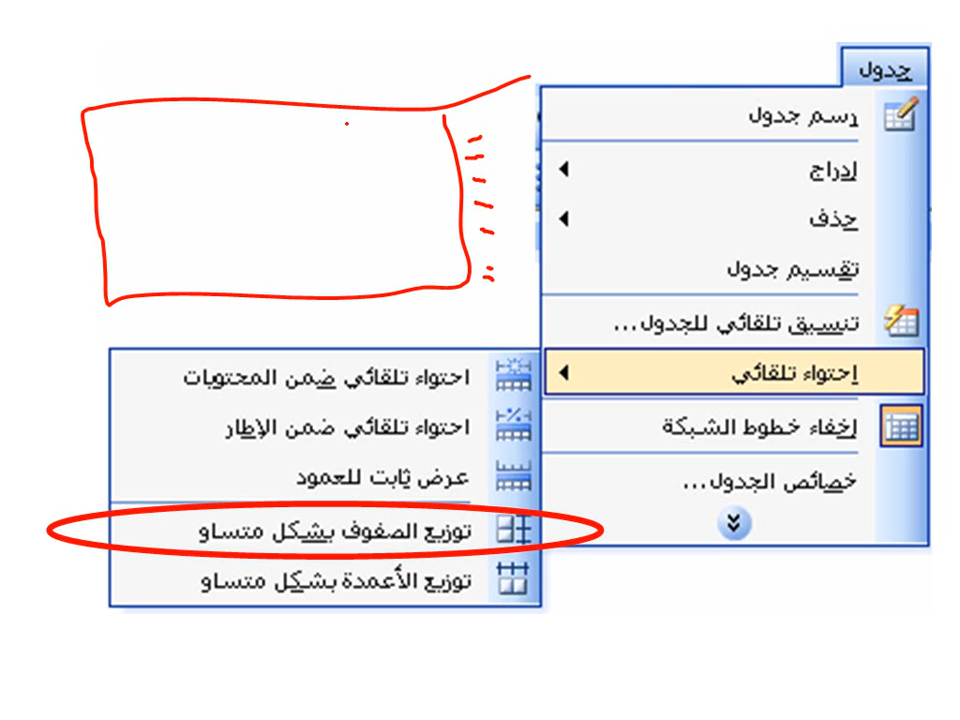 جدول
رسم جدول
إدراج
حذف
تقسيم جدول
تنسيق تلقائي للجدول...
إحتواء تلقائي
إخفاء خطوط الشبكة
خصائص الجدول...
احتواء تلقائي ضمن المحتويات
احتواء تلقائي ضمن الإطار
عرض ثابت للعمود
توزيع الصفوف بشكل متساو
توزيع الأعمدة بشكل متساو